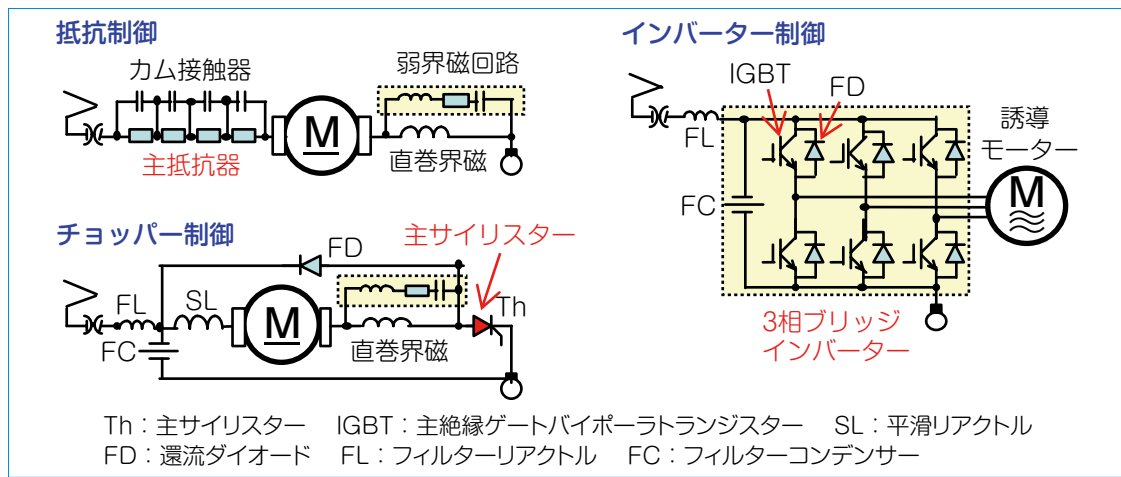 抵抗制御
カム接触器
弱界磁回路
M
主抵抗器
直巻界磁
チョッパー制御
主サイリスター
FD
FL
SL
M
Th
FC
直巻界磁
インバーター制御
IGBT
FD
FL
誘導
モーター
M
FC
3相ブリッジ
インバーター
Th：主サイリスター IGBT：主絶縁ゲートバイポーラトランジスター SL：平滑リアクトル
FD：還流ダイオード FL：フィルターリアクトル FC：フィルターコンデンサー